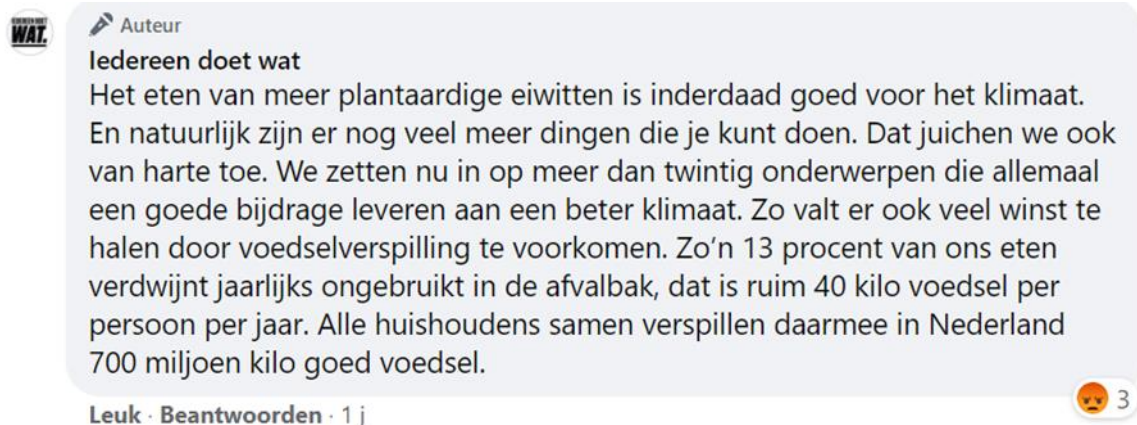 IEDEREEN DOET
WAT.
Auteur
Iedereen doet wat
Het eten van meer plantaardige eiwitten is inderdaad goed voor het klimaat.
En natuurlijk zijn er nog veel meer dingen die je kunt doen. Dat juichen we ook
van harte toe. We zetten nu in op meer dan twintig onderwerpen die allemaal
een goede bijdrage leveren aan een beter klimaat. Zo valt er ook veel winst te
halen door voedselverspilling te voorkomen. Zo’n 13 procent van ons eten
verdwijnt jaarlijks ongebruikt in de afvalbak, dat is ruim 40 kilo voedsel per
persoon per jaar. Alle huishoudens samen verspillen daarmee in Nederland
700 miljoen kilo goed voedsel.
3
Leuk · Beantwoorden · 1 j